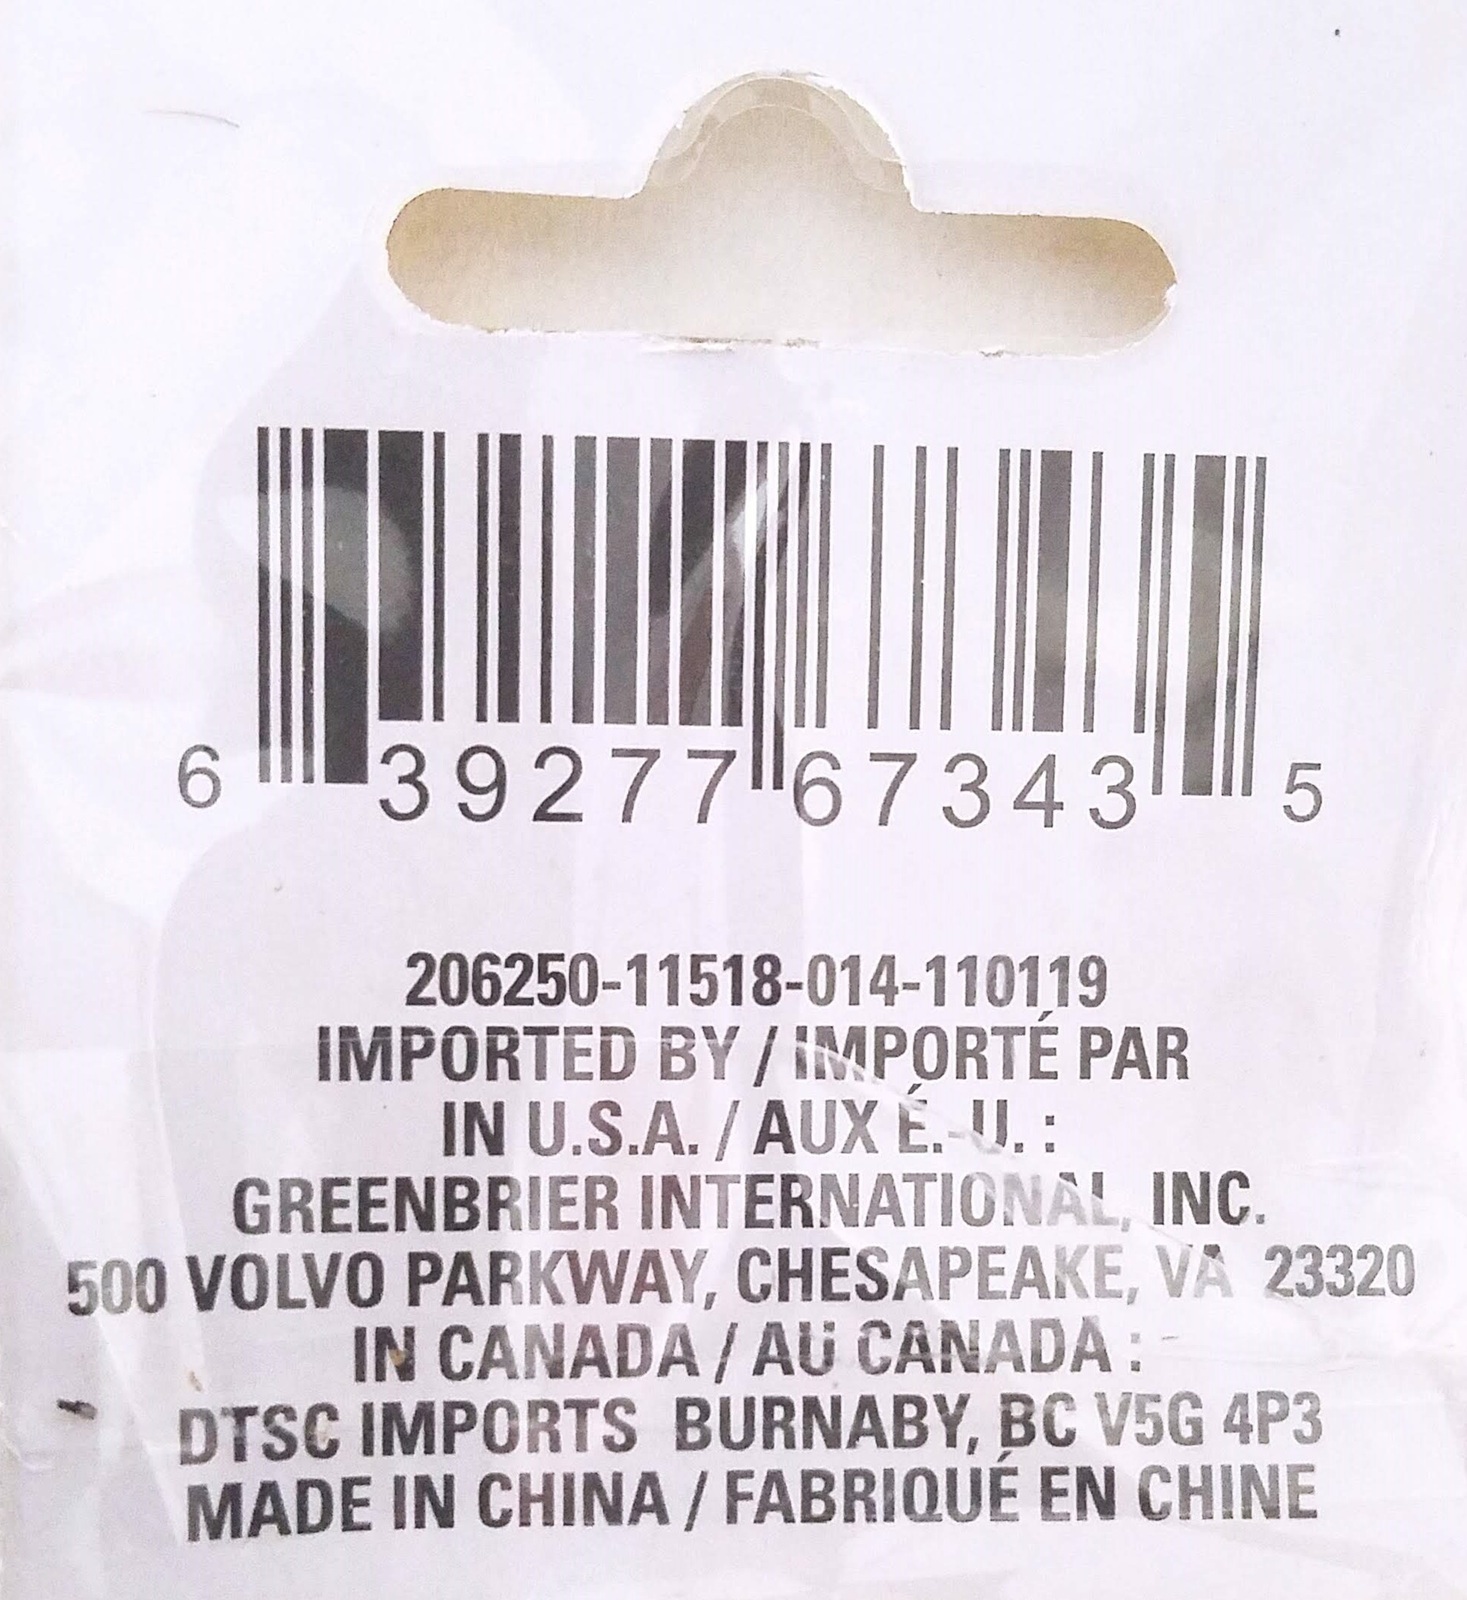 6 39277 67343 5
206250-11518-014-110119
IMPORTED BY / IMPORTÉ PAR
IN U.S.A. / AUX É.-U. :
GREENBRIER INTERNATIONAL, INC.
500 VOLVO PARKWAY, CHESAPEAKE, VA 23320
IN CANADA / AU CANADA :
DTSC IMPORTS BURNABY, BC V5G 4P3
MADE IN CHINA / FABRIQUÉ EN CHINE